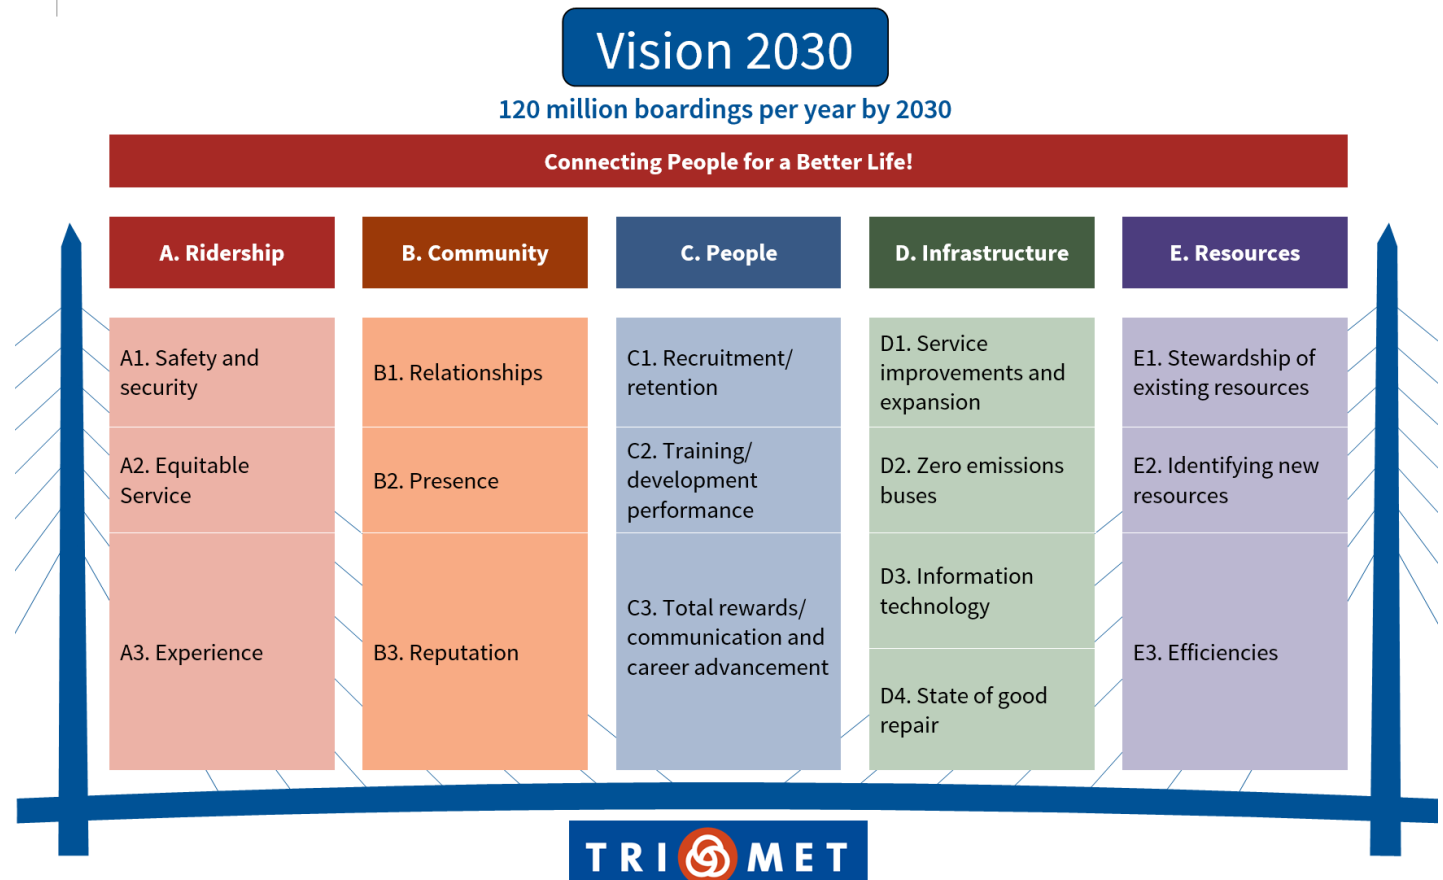 Vision 2030
120 million boardings per year by 2030
Connecting People for a Better Life!
A. Ridership
A1. Safety and
security
A2. Equitable
Service
A3. Experience
B. Community
B1. Relationships
B2. Presence
B3. Reputation
C. People
C1. Recruitment/
retention
C2. Training/
development
performance
C3. Total rewards/
communication and
career advancement
D. Infrastructure
D1. Service
improvements and
expansion
D2. Zero emissions
buses
D3. Information
technology
D4. State of good
repair
E. Resources
E1. Stewardship of
existing resources
E2. Identifying new
resources
E3. Efficiencies
TRI MET